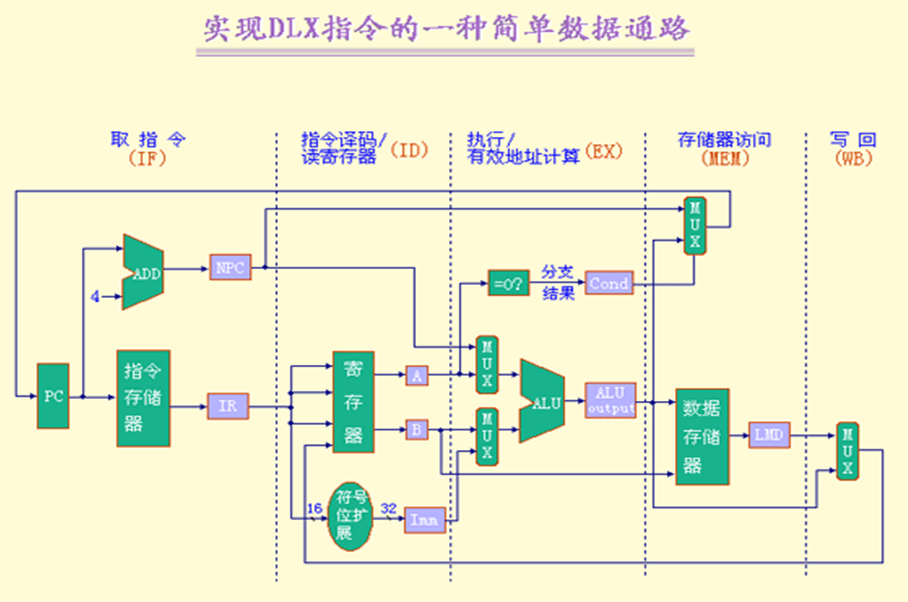 实现DLX指令的一种简单数据通路
取 指 令
(IF)
指令译码/
读寄存器
(ID)
执行/
有效地址计算
(EX)
存储器访问
(MEM)
写 回
(WB)
MUX
ADD
NPC
4
=0?
分支
结果
Cond
PC
指令
存储
器
IR
寄
存
器
A
B
MUX
MUX
ALU
ALU
output
数据
存储
器
LMD
MUX
16
符号
位扩
展
32
Imm